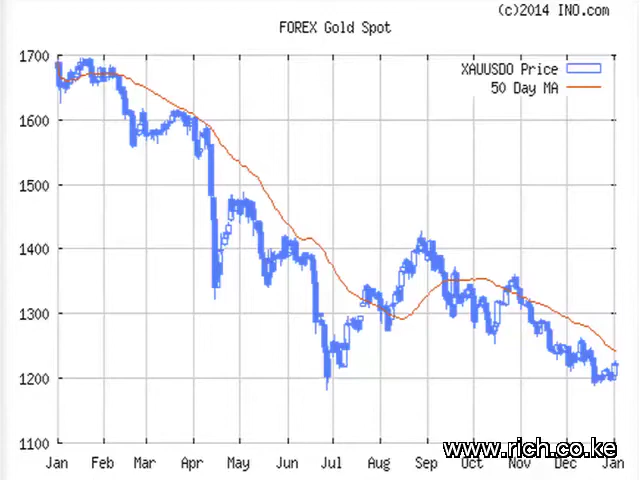 (c)2014 INO.com
FOREX Gold Spot
XAUUSDO Price
50 Day MA
1700
1600
1500
1400
1300
1200
1100
Jan Feb Mar Apr May Jun Jul Aug Sep Oct Nov Dec Jan
www.rich.co.ke